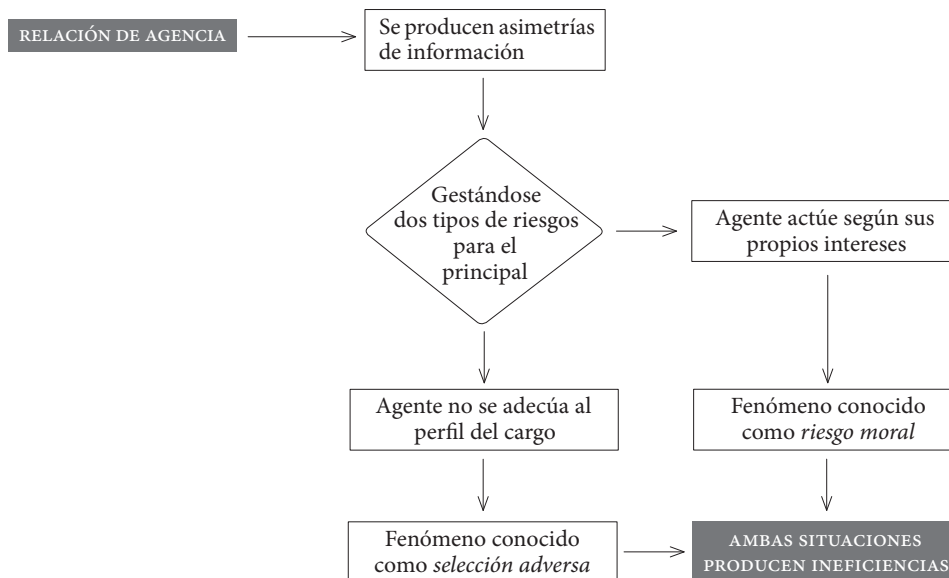 RELACIÓN DE AGENCIA
Se producen asimetrías
de información
Gestándose
dos tipos de riesgos
para el
principal
Agente actúe según sus
propios intereses
Agente no se adecúa al
perfil del cargo
Fenómeno conocido
como riesgo moral
Fenómeno conocido
como selección adversa
AMBAS SITUACIONES
PRODUCEN INEFICIENCIAS